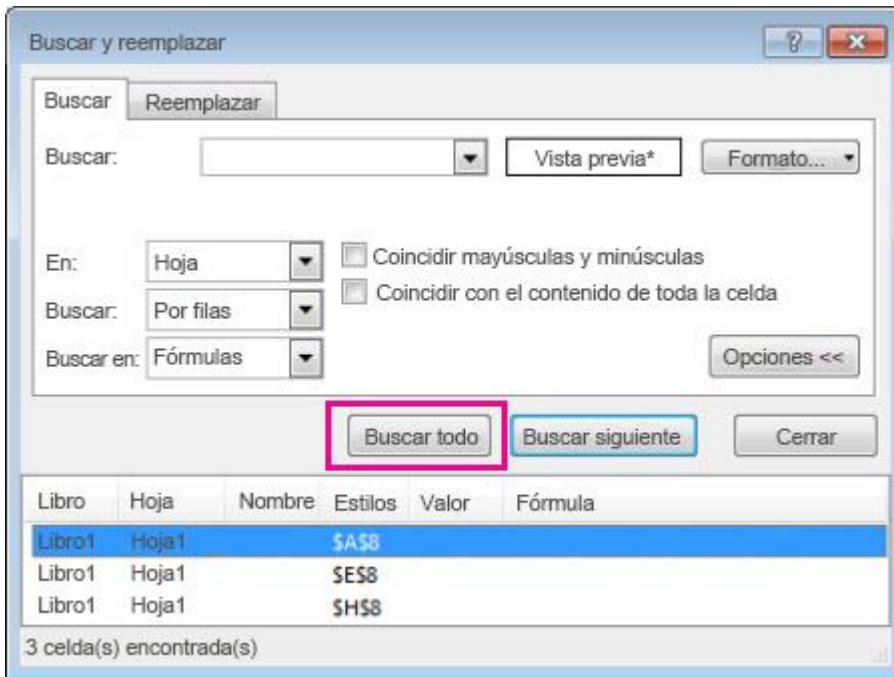 Buscar y reemplazar
Buscar Reemplazar
Buscar: Vista previa* Formato...
En: Hoja Coincidir mayúsculas y minúsculas
Buscar: Por filas Coincidir con el contenido de toda la celda
Buscar en: Fórmulas Opciones <<
Buscar todo Buscar siguiente Cerrar
Libro Hoja Nombre Estilos Valor Fórmula
Libro1 Hoja1 $A$8
Libro1 Hoja1 $E$8
Libro1 Hoja1 $H$8
3 celda(s) encontrada(s)